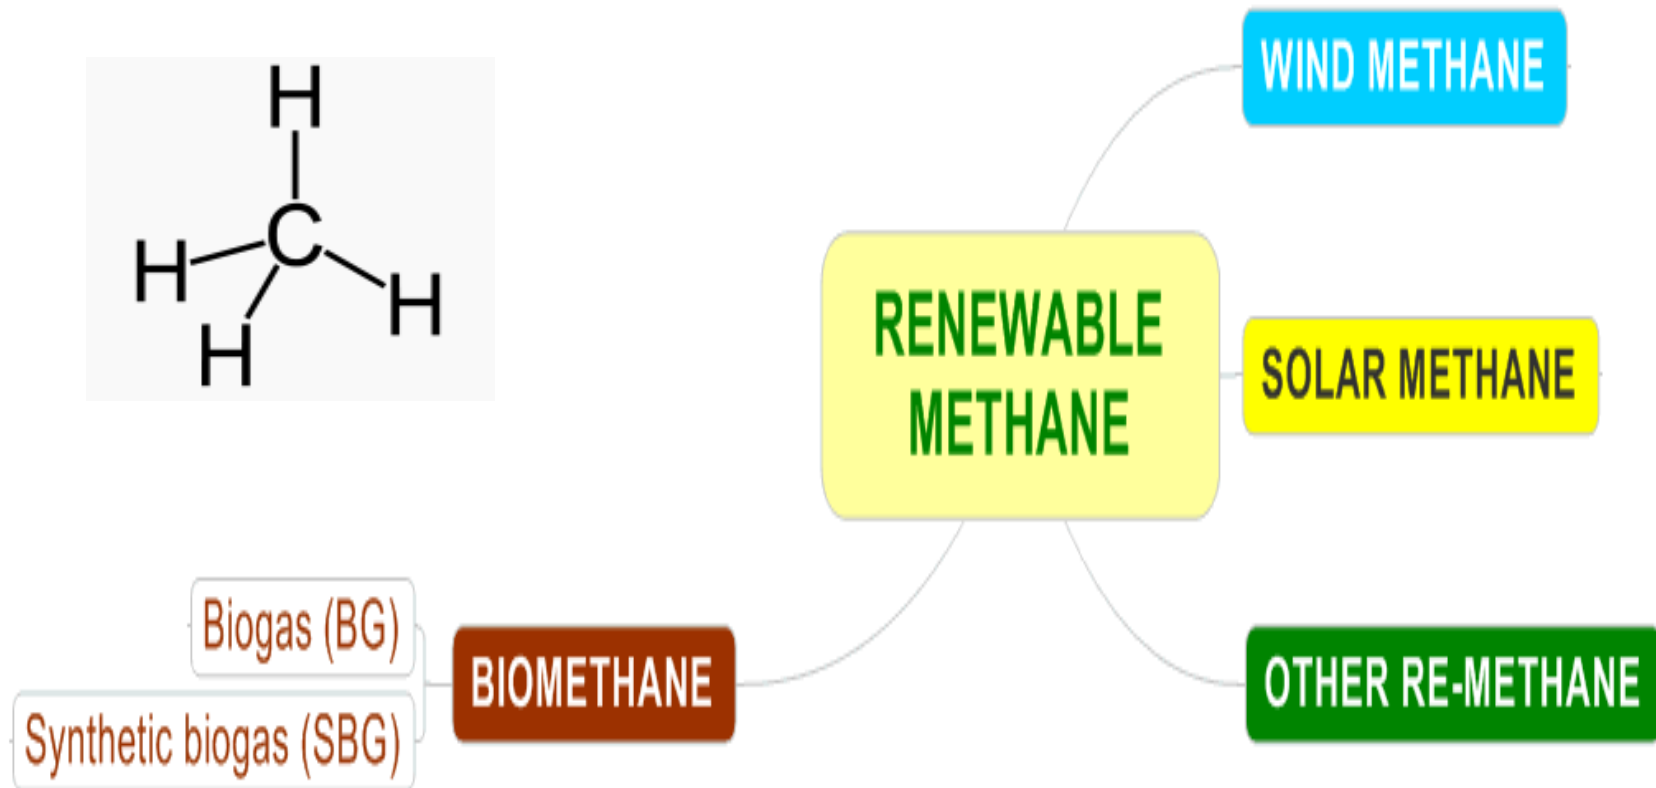 H
C
H
H
H
WIND METHANE
RENEWABLE
METHANE
SOLAR METHANE
Biogas (BG)
BIOMETHANE
Synthetic biogas (SBG)
OTHER RE-METHANE